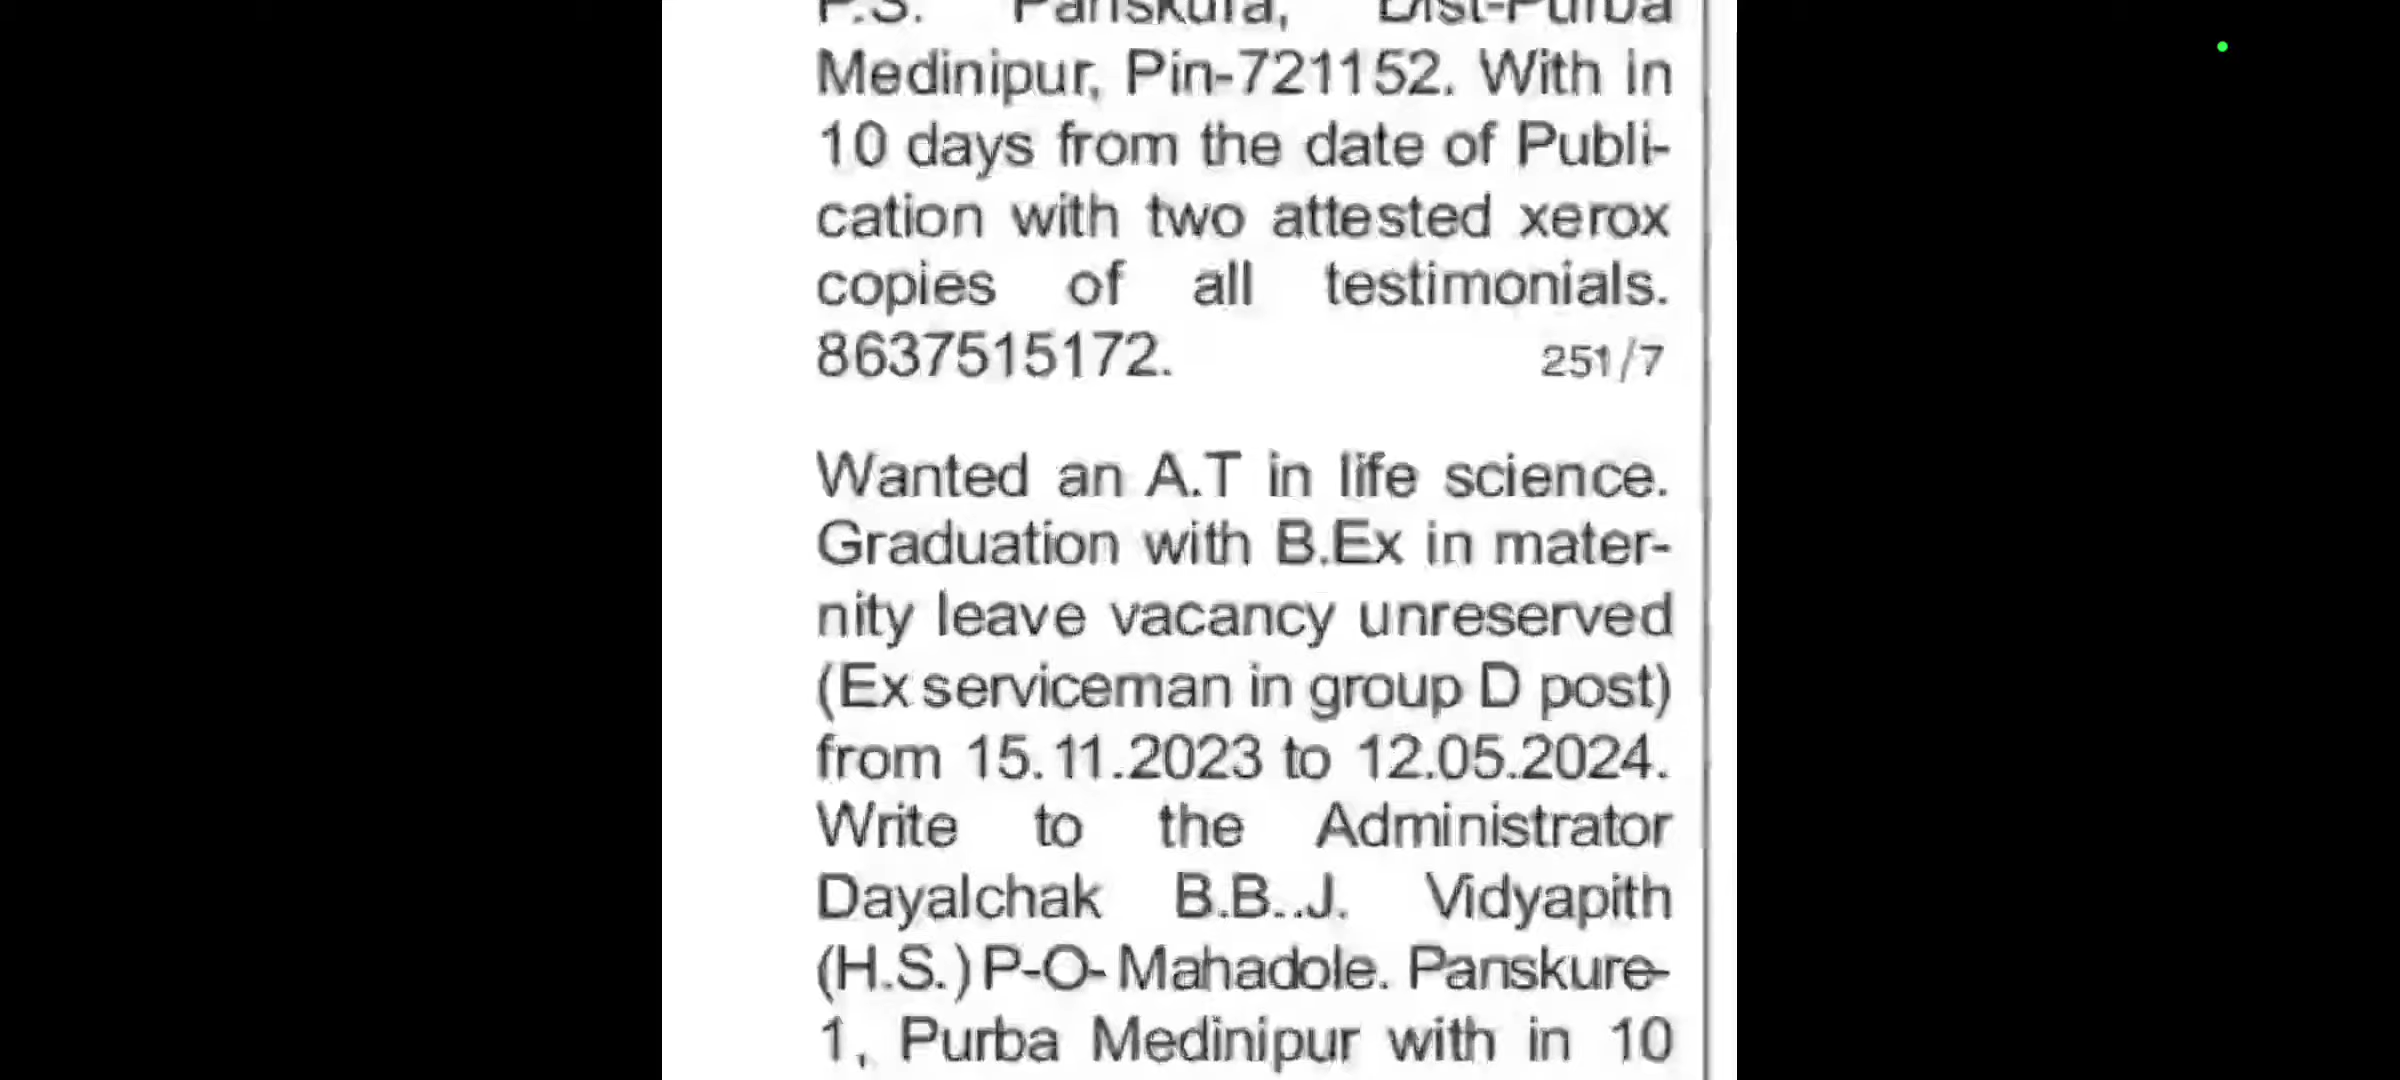 P.S. Panskura, Dist-Purba
Medinipur, Pin-721152. With in
10 days from the date of Publi-
cation with two attested xerox
copies of all testimonials.
8637515172. 251/7
Wanted an A.T in life science.
Graduation with B.Ex in mater-
nity leave vacancy unreserved
(Ex serviceman in group D post)
from 15.11.2023 to 12.05.2024.
Write to the Administrator
Dayalchak B.B..J. Vidyapith
(H.S.) P-O- Mahadole. Panskure-
1, Purba Medinipur with in 10